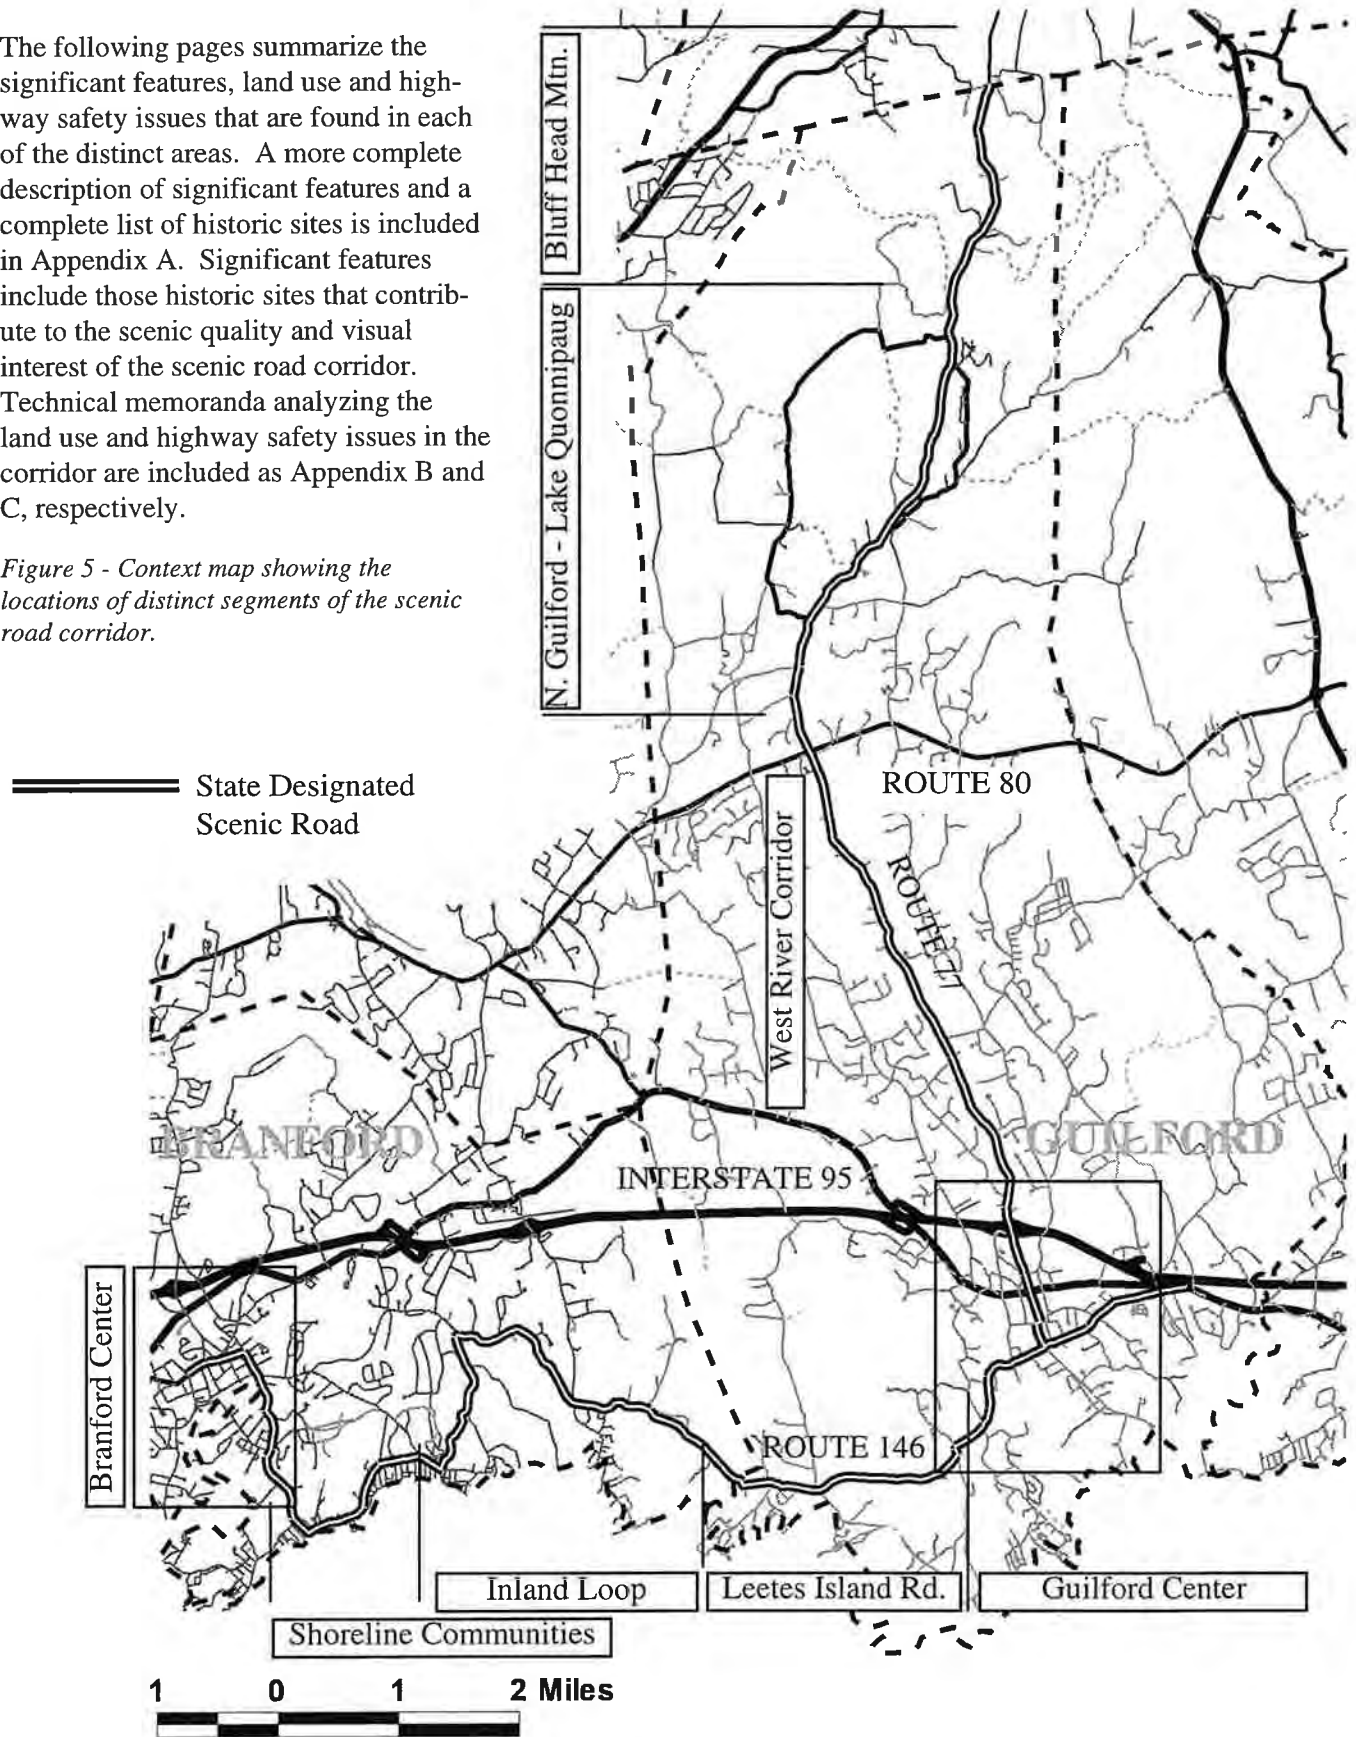 The following pages summarize the
significant features, land use and high-
way safety issues that are found in each
of the distinct areas.  A more complete
description of significant features and a
complete list of historic sites is included
in Appendix A.  Significant features
include those historic sites that contrib-
ute to the scenic quality and visual
interest of the scenic road corridor.
Technical memoranda analyzing the
land use and highway safety issues in the
corridor are included as Appendix B and
C, respectively.
Figure 5 - Context map showing the
locations of distinct segments of the scenic
road corridor.
State Designated
Scenic Road
Bluff Head Mtn.
N. Guilford - Lake Quonnipaug
ROUTE 80
West River Corridor
ROUTE 77
BRANFORD
GUILFORD
INTERSTATE 95
Branford Center
ROUTE 146
Inland Loop
Leetes Island Rd.
Guilford Center
Shoreline Communities
1 0 1 2 Miles